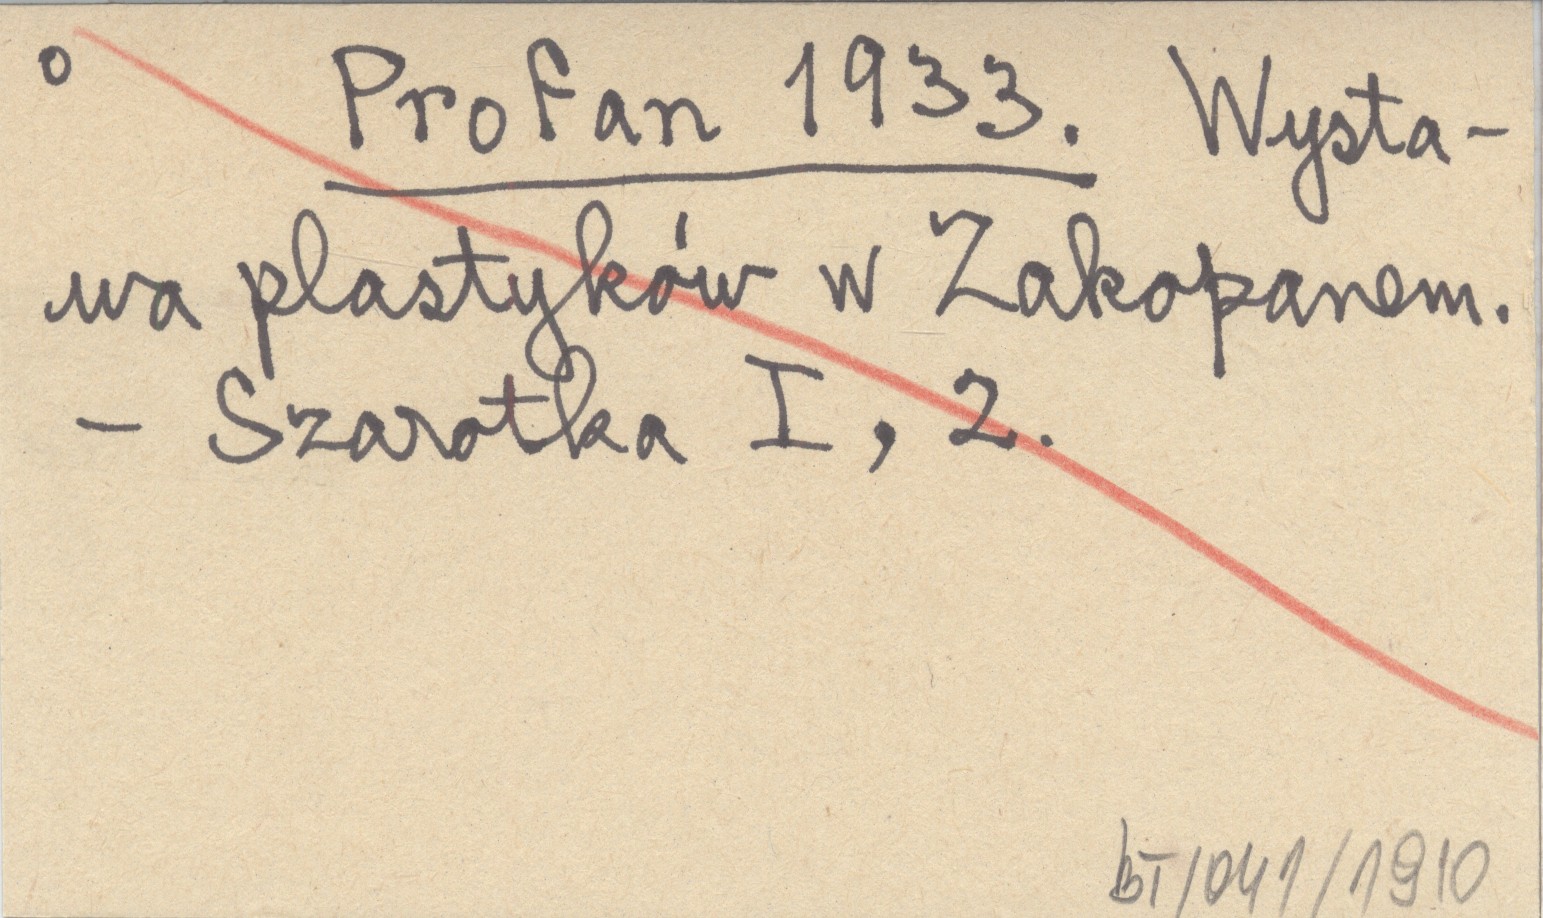 o Profan 1933. Wysta-
wa plastyków w Zakopanem.
- Szarotka I, 2.
BT/041/1910